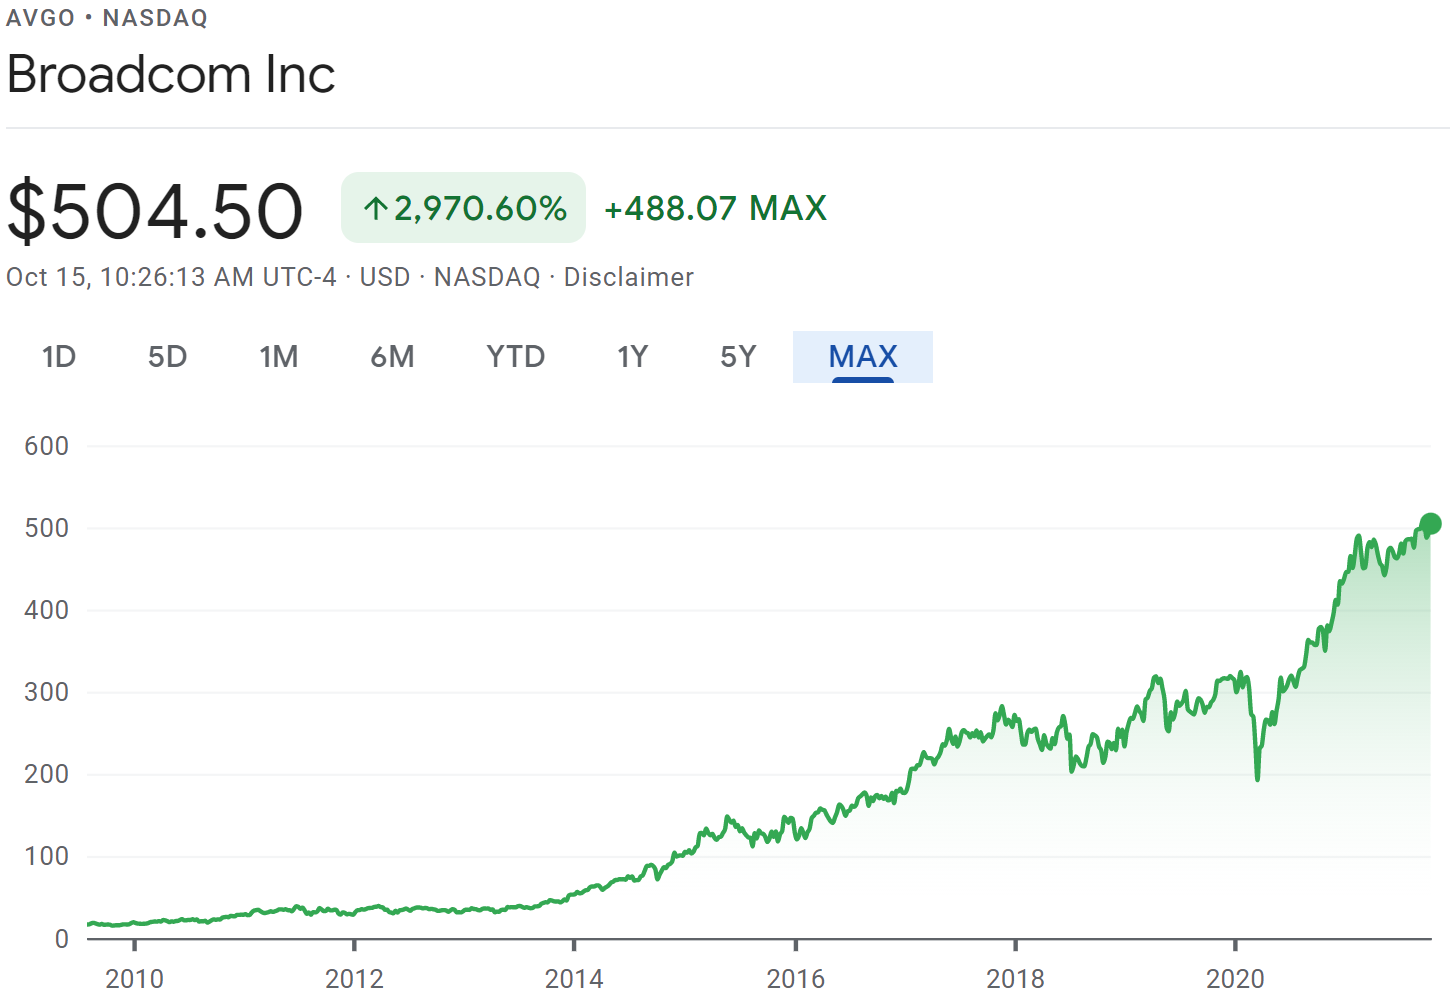 AVGO • NASDAQ
Broadcom Inc
$504.50 ↑2,970.60% +488.07 MAX
Oct 15, 10:26:13 AM UTC-4 · USD · NASDAQ · Disclaimer
1D 5D 1M 6M YTD 1Y 5Y MAX
600
500
400
300
200
100
0
2010 2012 2014 2016 2018 2020